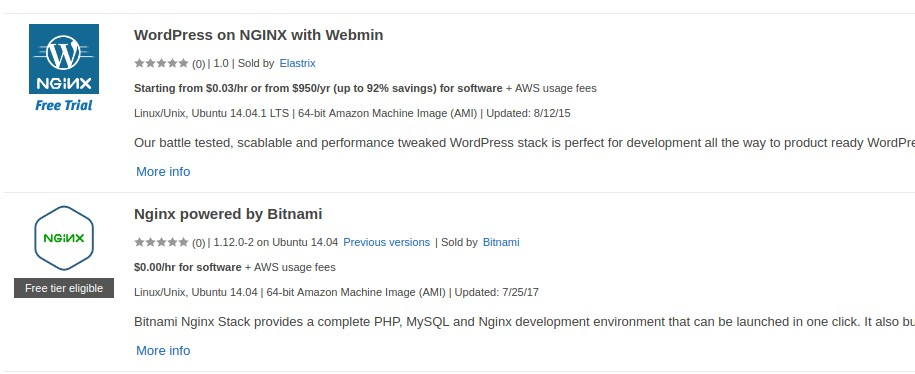 WordPress on NGINX with Webmin
(0) | 1.0 | Sold by Elastrix
Starting from $0.03/hr or from $950/yr (up to 92% savings) for software + AWS usage fees
Linux/Unix, Ubuntu 14.04.1 LTS | 64-bit Amazon Machine Image (AMI) | Updated: 8/12/15
Our battle tested, scablable and performance tweaked WordPress stack is perfect for development all the way to product ready WordPre
More info
NGINX
Free Trial
Nginx powered by Bitnami
(0) | 1.12.0-2 on Ubuntu 14.04 Previous versions | Sold by Bitnami
$0.00/hr for software + AWS usage fees
Linux/Unix, Ubuntu 14.04 | 64-bit Amazon Machine Image (AMI) | Updated: 7/25/17
Bitnami Nginx Stack provides a complete PHP, MySQL and Nginx development environment that can be launched in one click. It also bu
More info
NGINX
Free tier eligible